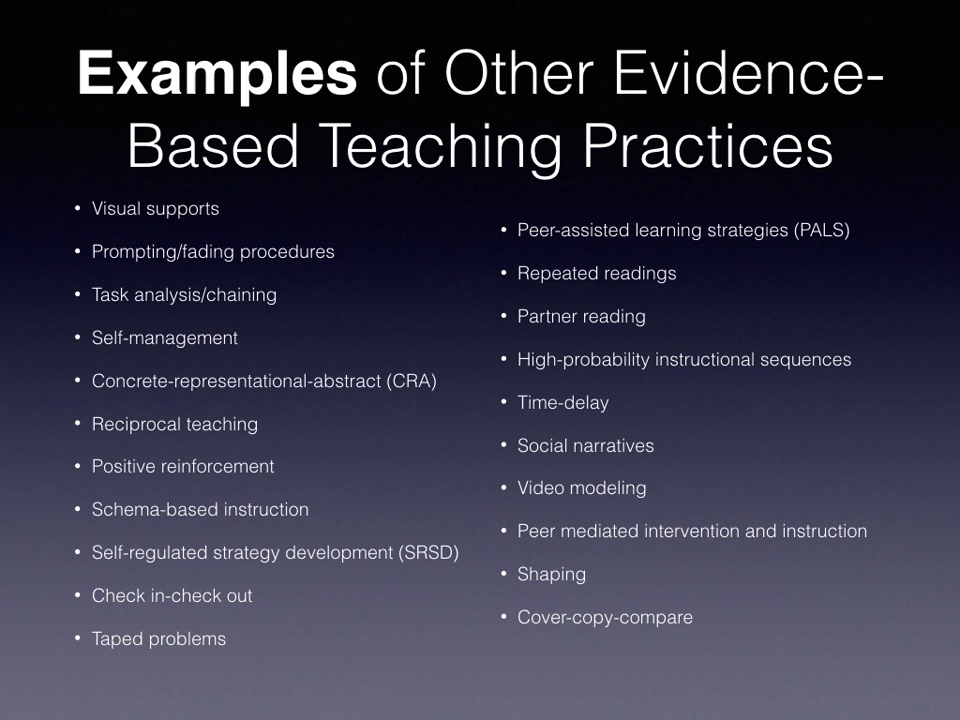 Examples of Other Evidence-
Based Teaching Practices
• Visual supports
• Prompting/fading procedures
• Task analysis/chaining
• Self-management
• Concrete-representational-abstract (CRA)
• Reciprocal teaching
• Positive reinforcement
• Schema-based instruction
• Self-regulated strategy development (SRSD)
• Check in-check out
• Taped problems
• Peer-assisted learning strategies (PALS)
• Repeated readings
• Partner reading
• High-probability instructional sequences
• Time-delay
• Social narratives
• Video modeling
• Peer mediated intervention and instruction
• Shaping
• Cover-copy-compare